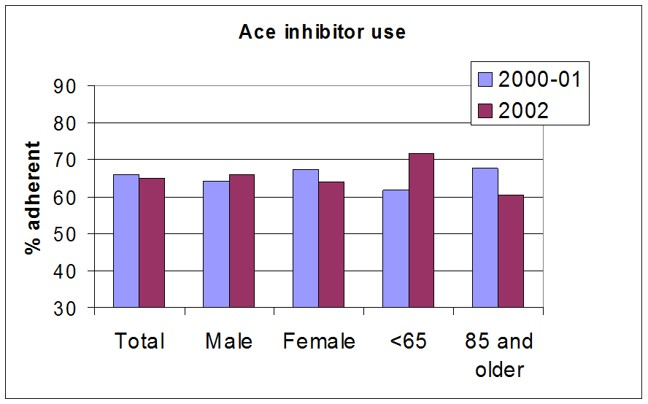 Ace inhibitor use
2000-01
2002
% adherent
90
80
70
60
50
40
30
Total
Male
Female
<65
85 and
older